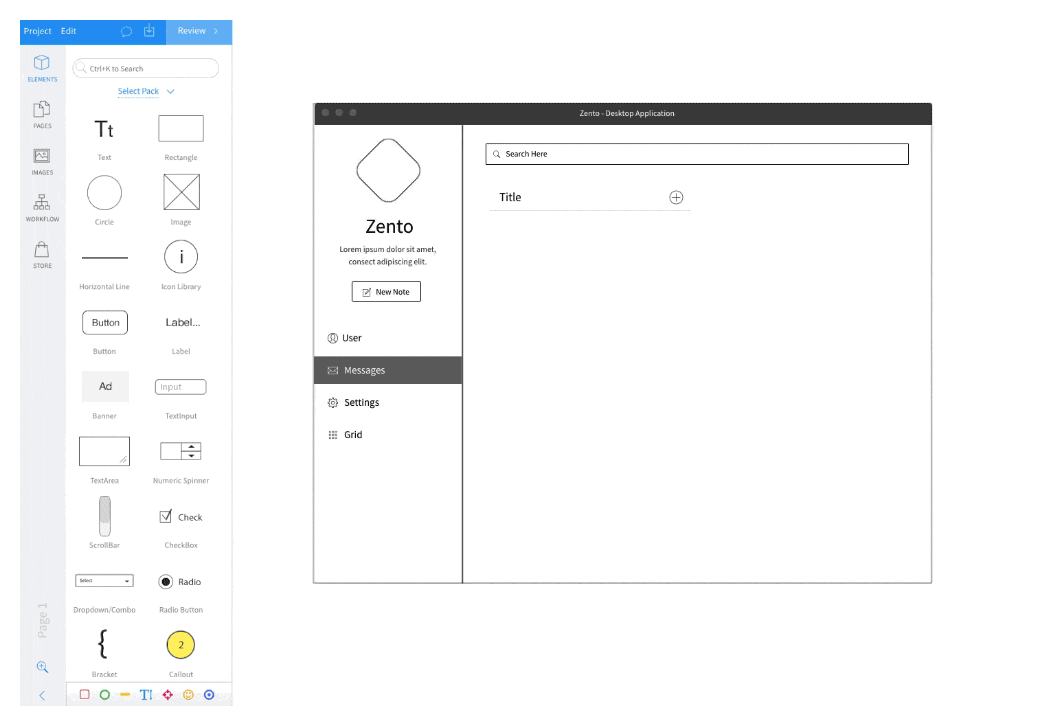 Project Edit Review
Ctrl+K to Search
ELEMENTS
Select Pack
Tt
Text Rectangle
PAGES
IMAGES
Circle Image
WORKFLOW
i
STORE
Horizontal Line Icon Library
Button Label...
Button Label
Ad Input
Banner TextInput
TextArea Numeric Spinner
Check
ScrollBar CheckBox
Select Radio
Dropdown/Combo Radio Button
Page 1
{ 2
Bracket Callout
T
Zento - Desktop Application
Zento
Lorem ipsum dolor sit amet,
consect adipiscing elit.
New Note
User
Messages
Settings
Grid
Search Here
Title